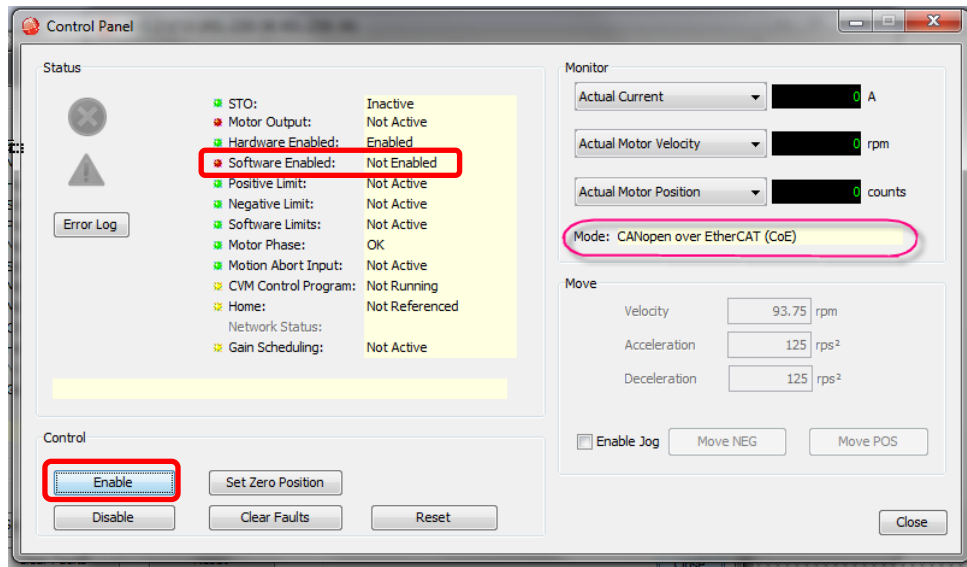 Control Panel
Status
STO: Inactive
Motor Output: Not Active
Hardware Enabled: Enabled
Software Enabled: Not Enabled
Positive Limit: Not Active
Negative Limit: Not Active
Error Log
Software Limits: Not Active
Motor Phase: OK
Motion Abort Input: Not Active
CVM Control Program: Not Running
Home: Not Referenced
Network Status:
Gain Scheduling: Not Active
Monitor
Actual Current 0 A
Actual Motor Velocity 0 rpm
Actual Motor Position 0 counts
Mode: CANopen over EtherCAT (CoE)
Move
Velocity 93.75 rpm
Acceleration 125 rps²
Deceleration 125 rps²
Enable Jog Move NEG Move POS
Control
Enable Set Zero Position
Disable Clear Faults Reset
Close